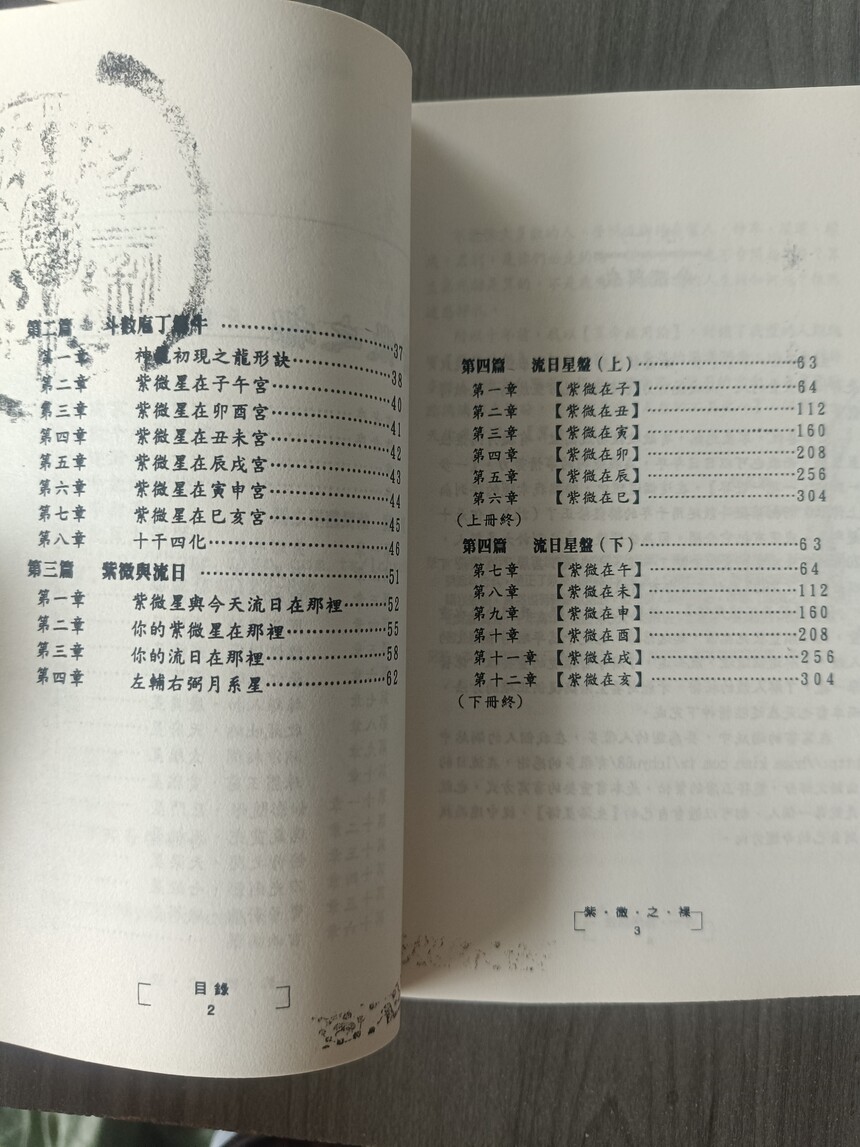 第二篇 斗數庖丁解牛 ……………………37
第一章 神龍初現之龍形訣…………38
第二章 紫微星在子午宮……………40
第三章 紫微星在卯酉宮……………41
第四章 紫微星在丑未宮……………42
第五章 紫微星在辰戌宮……………43
第六章 紫微星在寅申宮……………44
第七章 紫微星在巳亥宮……………45
第八章 十干四化……………………46
第三篇 紫微與流日 ……………………51
第一章 紫微星與今天流日在那裡………52
第二章 你的紫微星在那裡……………55
第三章 你的流日在那裡………………58
第四章 左輔右弼月系星………………62
目錄
2
第四篇 流日星盤(上)……………………63
第一章 【紫微在子】……………………64
第二章 【紫微在丑】……………………112
第三章 【紫微在寅】……………………160
第四章 【紫微在卯】……………………208
第五章 【紫微在辰】……………………256
第六章 【紫微在巳】……………………304
(上冊終)
第四篇 流日星盤(下)……………………63
第七章 【紫微在午】……………………64
第八章 【紫微在未】……………………112
第九章 【紫微在申】……………………160
第十章 【紫微在酉】……………………208
第十一章 【紫微在戌】……………………256
第十二章 【紫微在亥】……………………304
(下冊終)
紫・微・之・裸
3